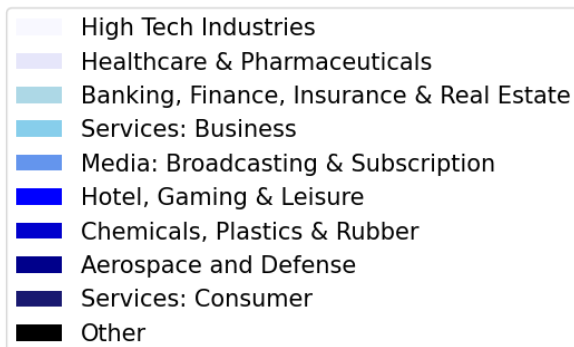 High Tech Industries
Healthcare & Pharmaceuticals
Banking, Finance, Insurance & Real Estate
Services: Business
Media: Broadcasting & Subscription
Hotel, Gaming & Leisure
Chemicals, Plastics & Rubber
Aerospace and Defense
Services: Consumer
Other